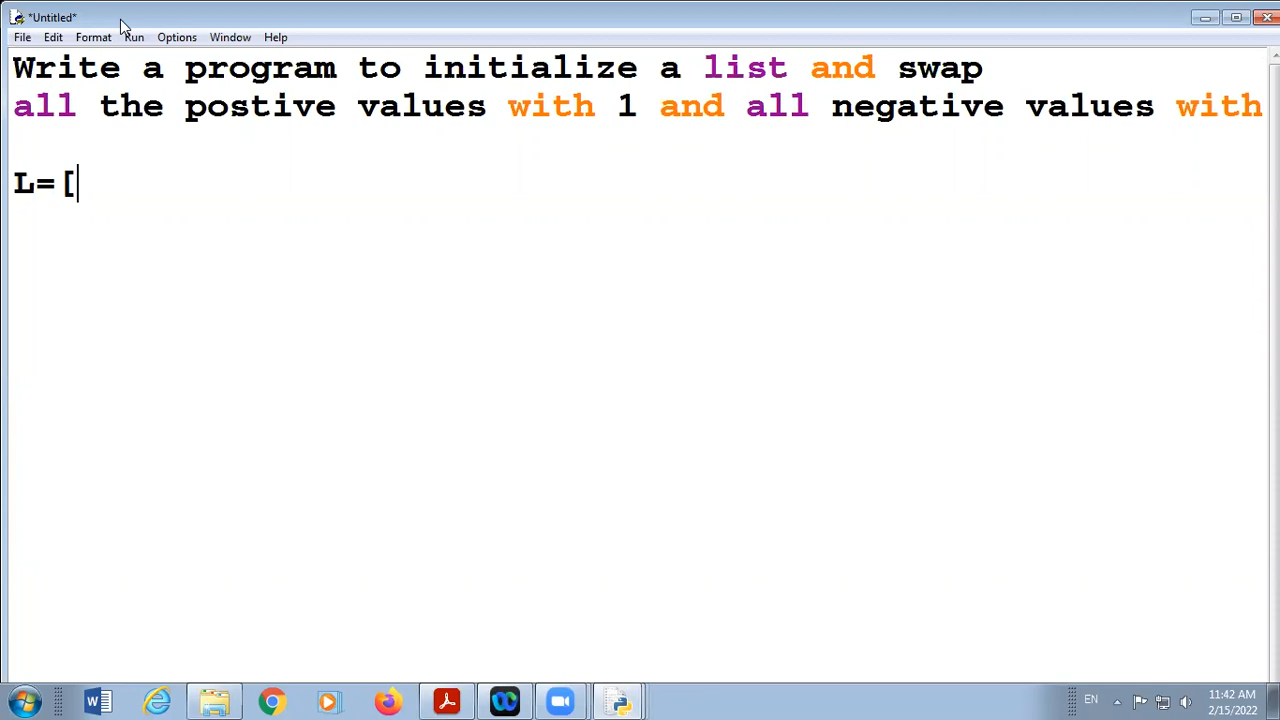 *Untitled*
File Edit Format Run Options Window Help
Write a program to initialize a list and swap
all the postive values with 1 and all negative values with
L=[
EN
11:42 AM
2/15/2022